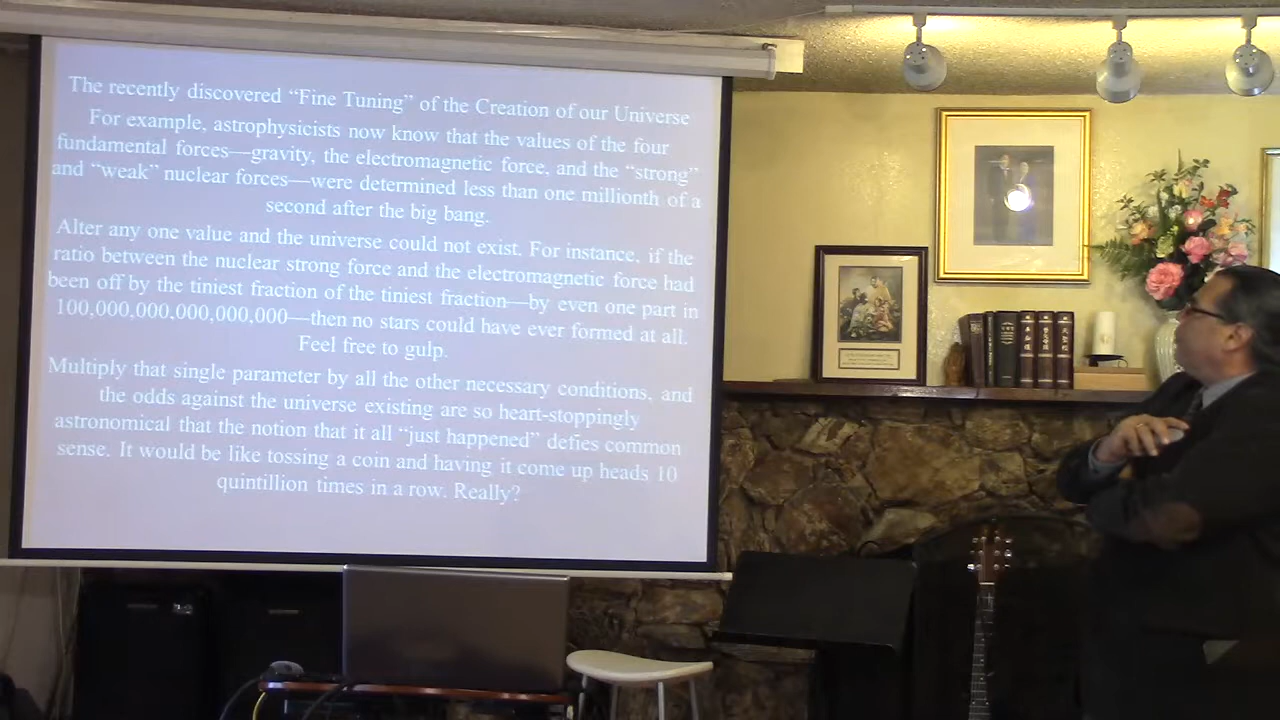 The recently discovered “Fine Tuning” of the Creation of our Universe
For example, astrophysicists now know that the values of the four
fundamental forces—gravity, the electromagnetic force, and the “strong”
and “weak” nuclear forces—were determined less than one millionth of a
second after the big bang.
Alter any one value and the universe could not exist. For instance, if the
ratio between the nuclear strong force and the electromagnetic force had
been off by the tiniest fraction of the tiniest fraction—by even one part in
100,000,000,000,000,000—then no stars could have ever formed at all.
Feel free to gulp.
Multiply that single parameter by all the other necessary conditions, and
the odds against the universe existing are so heart-stoppingly
astronomical that the notion that it all “just happened” defies common
sense. It would be like tossing a coin and having it come up heads 10
quintillion times in a row. Really?